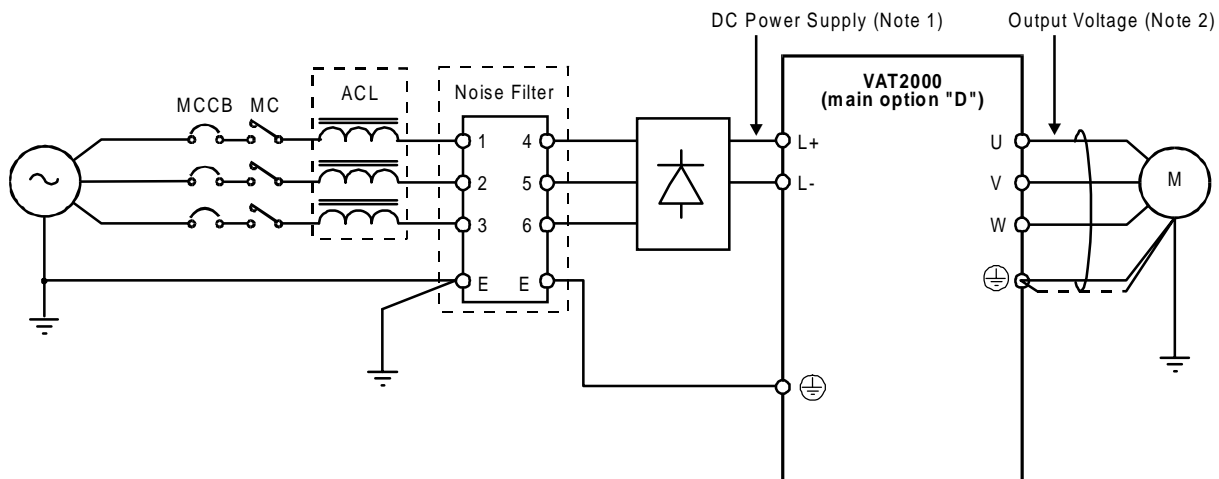 DC Power Supply (Note 1)
Output Voltage (Note 2)
VAT2000
(main option "D")
MCCB
MC
ACL
Noise Filter
1
4
L+
U
2
5
L-
V
M
3
6
W
E
E